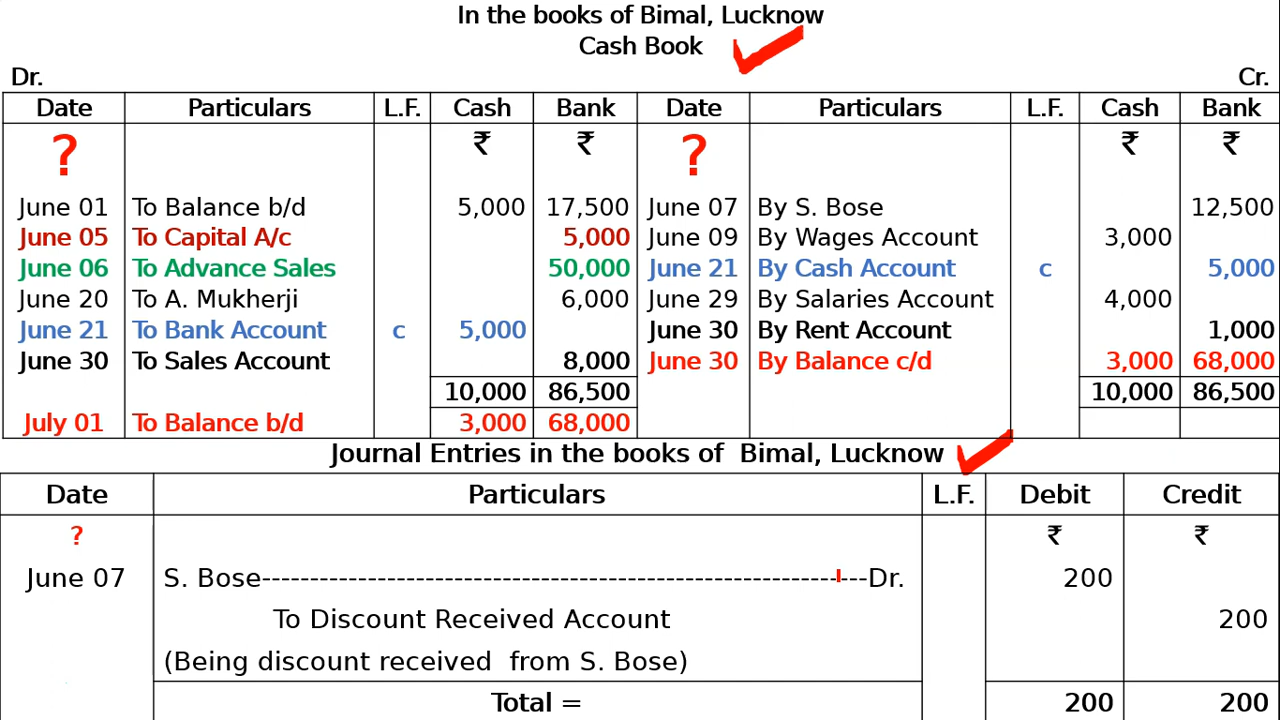 In the books of Bimal, Lucknow
Cash Book
Dr. Cr.
Date Particulars L.F. Cash Bank Date Particulars L.F. Cash Bank
? ₹ ₹ ? ₹ ₹
June 01 To Balance b/d 5,000 17,500 June 07 By S. Bose 12,500
June 05 To Capital A/c 5,000 June 09 By Wages Account 3,000
June 06 To Advance Sales 50,000 June 21 By Cash Account c 5,000
June 20 To A. Mukherji 6,000 June 29 By Salaries Account 4,000
June 21 To Bank Account c 5,000 June 30 By Rent Account 1,000
June 30 To Sales Account 8,000 June 30 By Balance c/d 3,000 68,000
10,000 86,500 10,000 86,500
July 01 To Balance b/d 3,000 68,000
Journal Entries in the books of Bimal, Lucknow
Date Particulars L.F. Debit Credit
? ₹ ₹
June 07 S. Bose------------------------------------------------------------Dr. 200
To Discount Received Account 200
(Being discount received from S. Bose)
Total = 200 200